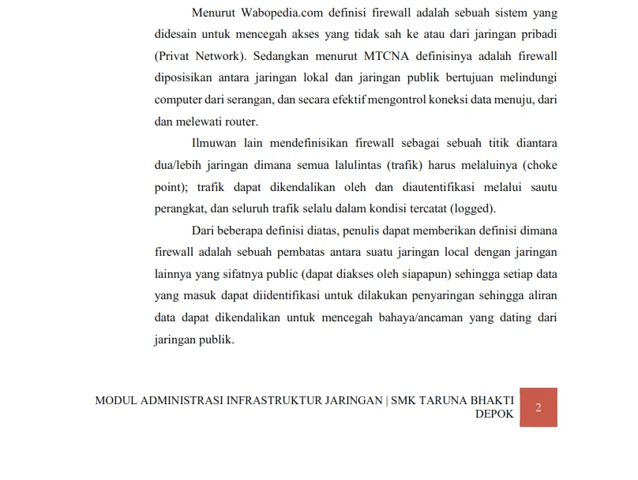 Menurut Wabopedia.com definisi firewall adalah sebuah sistem yang
didesain untuk mencegah akses yang tidak sah ke atau dari jaringan pribadi
(Privat Network). Sedangkan menurut MTCNA definisinya adalah firewall
diposisikan antara jaringan lokal dan jaringan publik bertujuan melindungi
computer dari serangan, dan secara efektif mengontrol koneksi data menuju, dari
dan melewati router.
Ilmuwan lain mendefinisikan firewall sebagai sebuah titik diantara
dua/lebih jaringan dimana semua lalulintas (trafik) harus melaluinya (choke
point); trafik dapat dikendalikan oleh dan diautentifikasi melalui sautu
perangkat, dan seluruh trafik selalu dalam kondisi tercatat (logged).
Dari beberapa definisi diatas, penulis dapat memberikan definisi dimana
firewall adalah sebuah pembatas antara suatu jaringan local dengan jaringan
lainnya yang sifatnya public (dapat diakses oleh siapapun) sehingga setiap data
yang masuk dapat diidentifikasi untuk dilakukan penyaringan sehingga aliran
data dapat dikendalikan untuk mencegah bahaya/ancaman yang dating dari
jaringan publik.
MODUL ADMINISTRASI INFRASTRUKTUR JARINGAN | SMK TARUNA BHAKTI
DEPOK
2